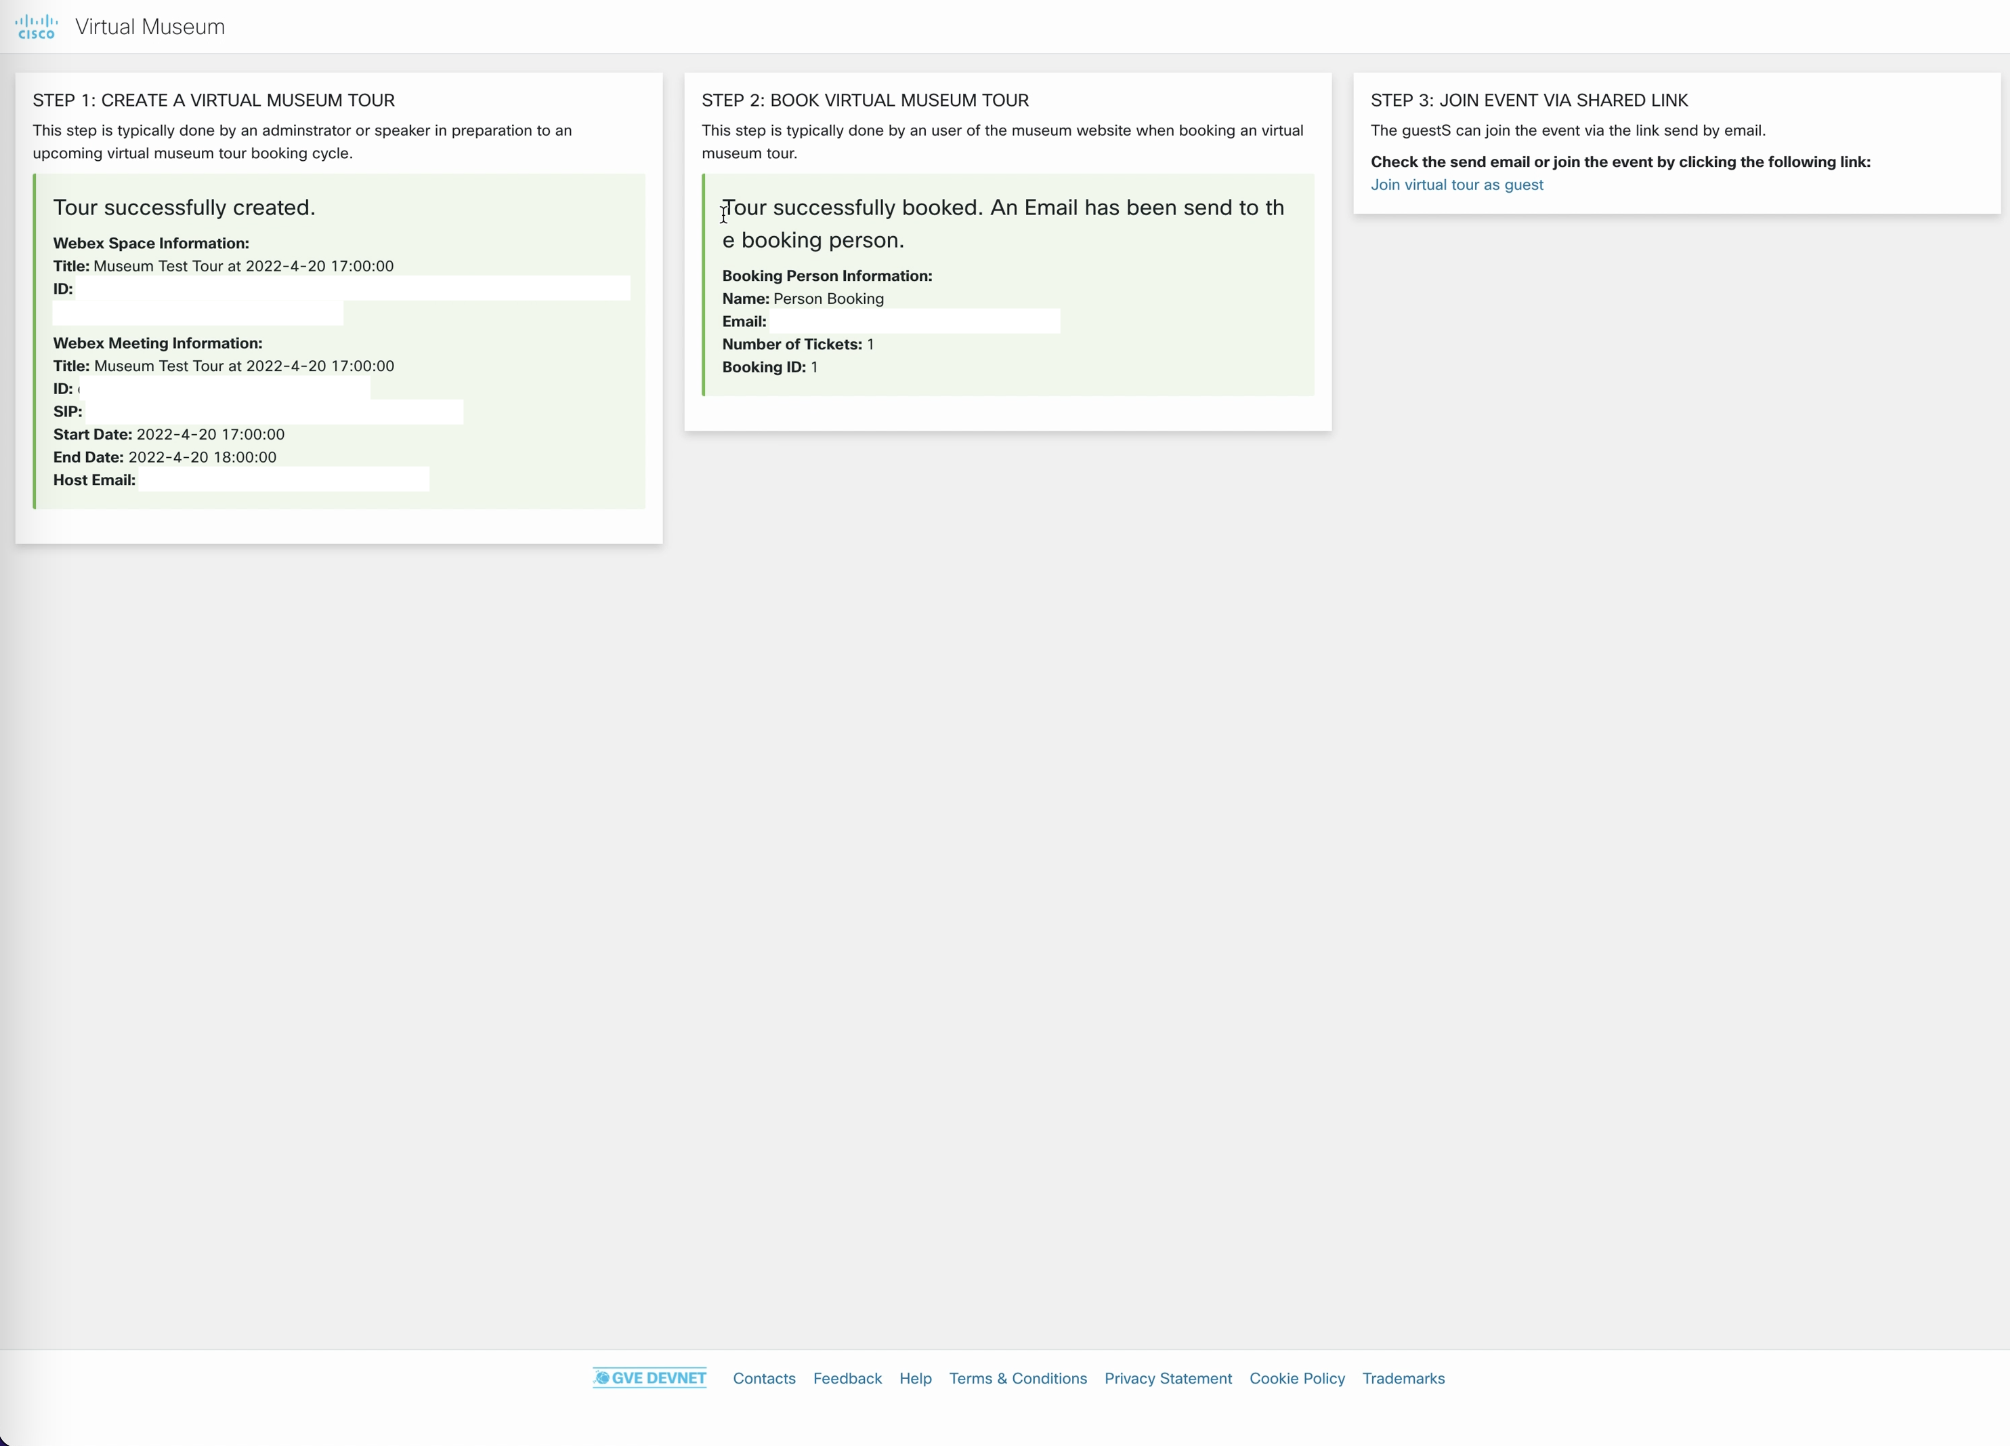 CISCO
Virtual Museum
STEP 1: CREATE A VIRTUAL MUSEUM TOUR
This step is typically done by an adminstrator or speaker in preparation to an
upcoming virtual museum tour booking cycle.
Tour successfully created.
Webex Space Information:
Title: Museum Test Tour at 2022-4-20 17:00:00
ID:
Webex Meeting Information:
Title: Museum Test Tour at 2022-4-20 17:00:00
ID:
SIP:
Start Date: 2022-4-20 17:00:00
End Date: 2022-4-20 18:00:00
Host Email:
STEP 2: BOOK VIRTUAL MUSEUM TOUR
This step is typically done by an user of the museum website when booking an virtual
museum tour.
Tour successfully booked. An Email has been send to th
e booking person.
Booking Person Information:
Name: Person Booking
Email:
Number of Tickets: 1
Booking ID: 1
STEP 3: JOIN EVENT VIA SHARED LINK
The guestS can join the event via the link send by email.
Check the send email or join the event by clicking the following link:
Join virtual tour as guest
GVE DEVNET Contacts Feedback Help Terms & Conditions Privacy Statement Cookie Policy Trademarks